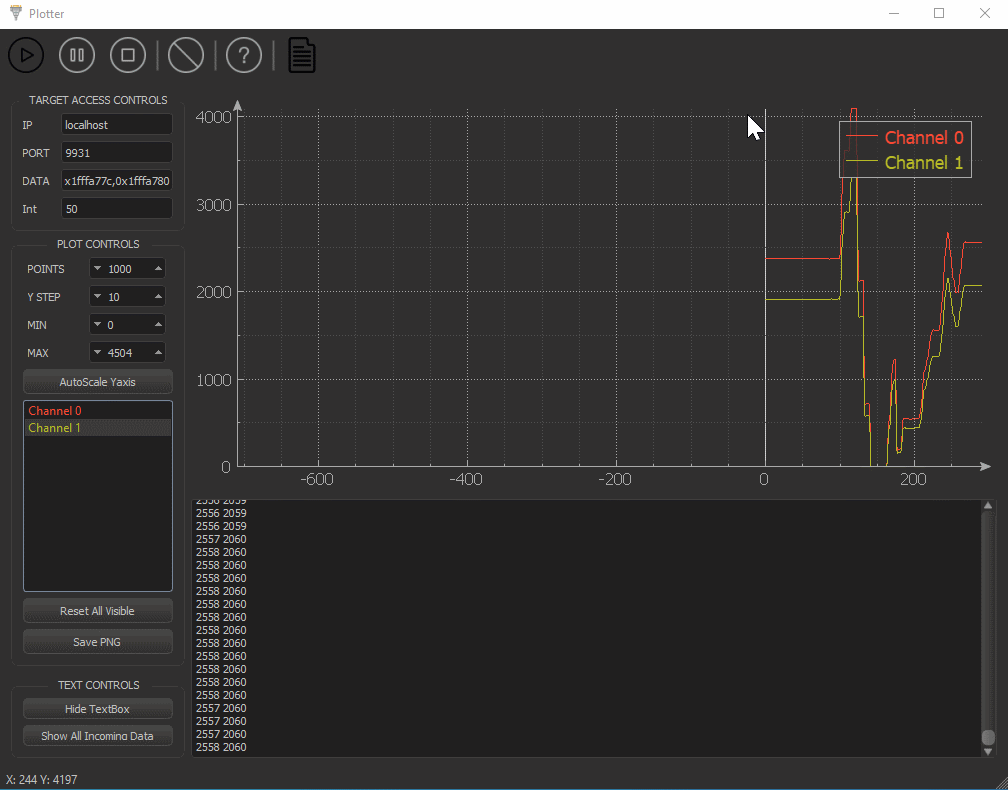 Plotter
TARGET ACCESS CONTROLS
IP localhost
PORT 9931
DATA x1fffa77c,0x1fffa780
Int 50
PLOT CONTROLS
POINTS 1000
Y STEP 10
MIN 0
MAX 4504
AutoScale Yaxis
Channel 0
Channel 1
Reset All Visible
Save PNG
TEXT CONTROLS
Hide TextBox
Show All Incoming Data
4000
3000
2000
1000
0
-600 -400 -200 0 200
Channel 0
Channel 1
2556 2059
2556 2059
2556 2059
2557 2060
2558 2060
2558 2060
2558 2060
2558 2060
2558 2060
2558 2060
2558 2060
2558 2060
2558 2060
2558 2060
2558 2060
2558 2060
2557 2060
2557 2060
2557 2060
2558 2060
X: 244 Y: 4197